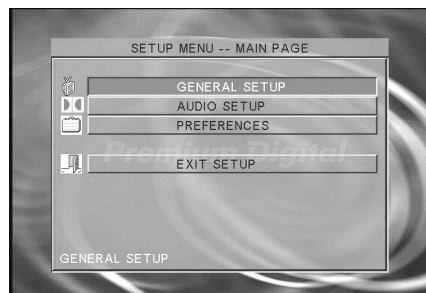 SETUP MENU -- MAIN PAGE
GENERAL SETUP
AUDIO SETUP
PREFERENCES
Premium Digital
EXIT SETUP
GENERAL SETUP